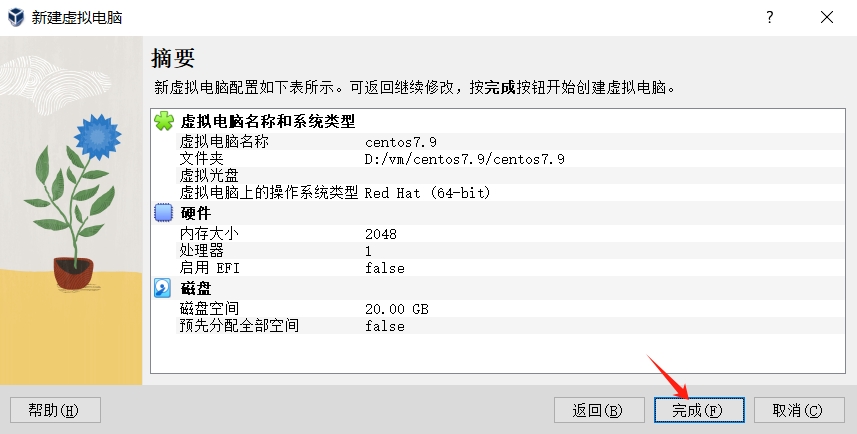 新建虚拟电脑
?
摘要
新虚拟电脑配置如下表所示。可返回继续修改，按完成按钮开始创建虚拟电脑。
虚拟电脑名称和系统类型
虚拟电脑名称 centos7.9
文件夹 D:/vm/centos7.9/centos7.9
虚拟光盘
虚拟电脑上的操作系统类型 Red Hat (64-bit)
硬件
内存大小 2048
处理器 1
启用 EFI false
磁盘
磁盘空间 20.00 GB
预先分配全部空间 false
帮助(H) 返回(B) 完成(F) 取消(C)